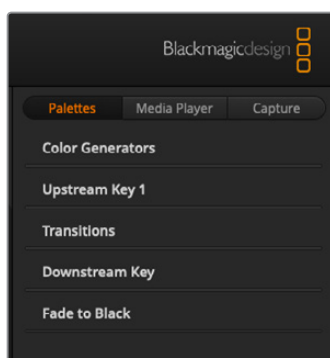 Blackmagicdesign
Palettes Media Player Capture
Color Generators
Upstream Key 1
Transitions
Downstream Key
Fade to Black